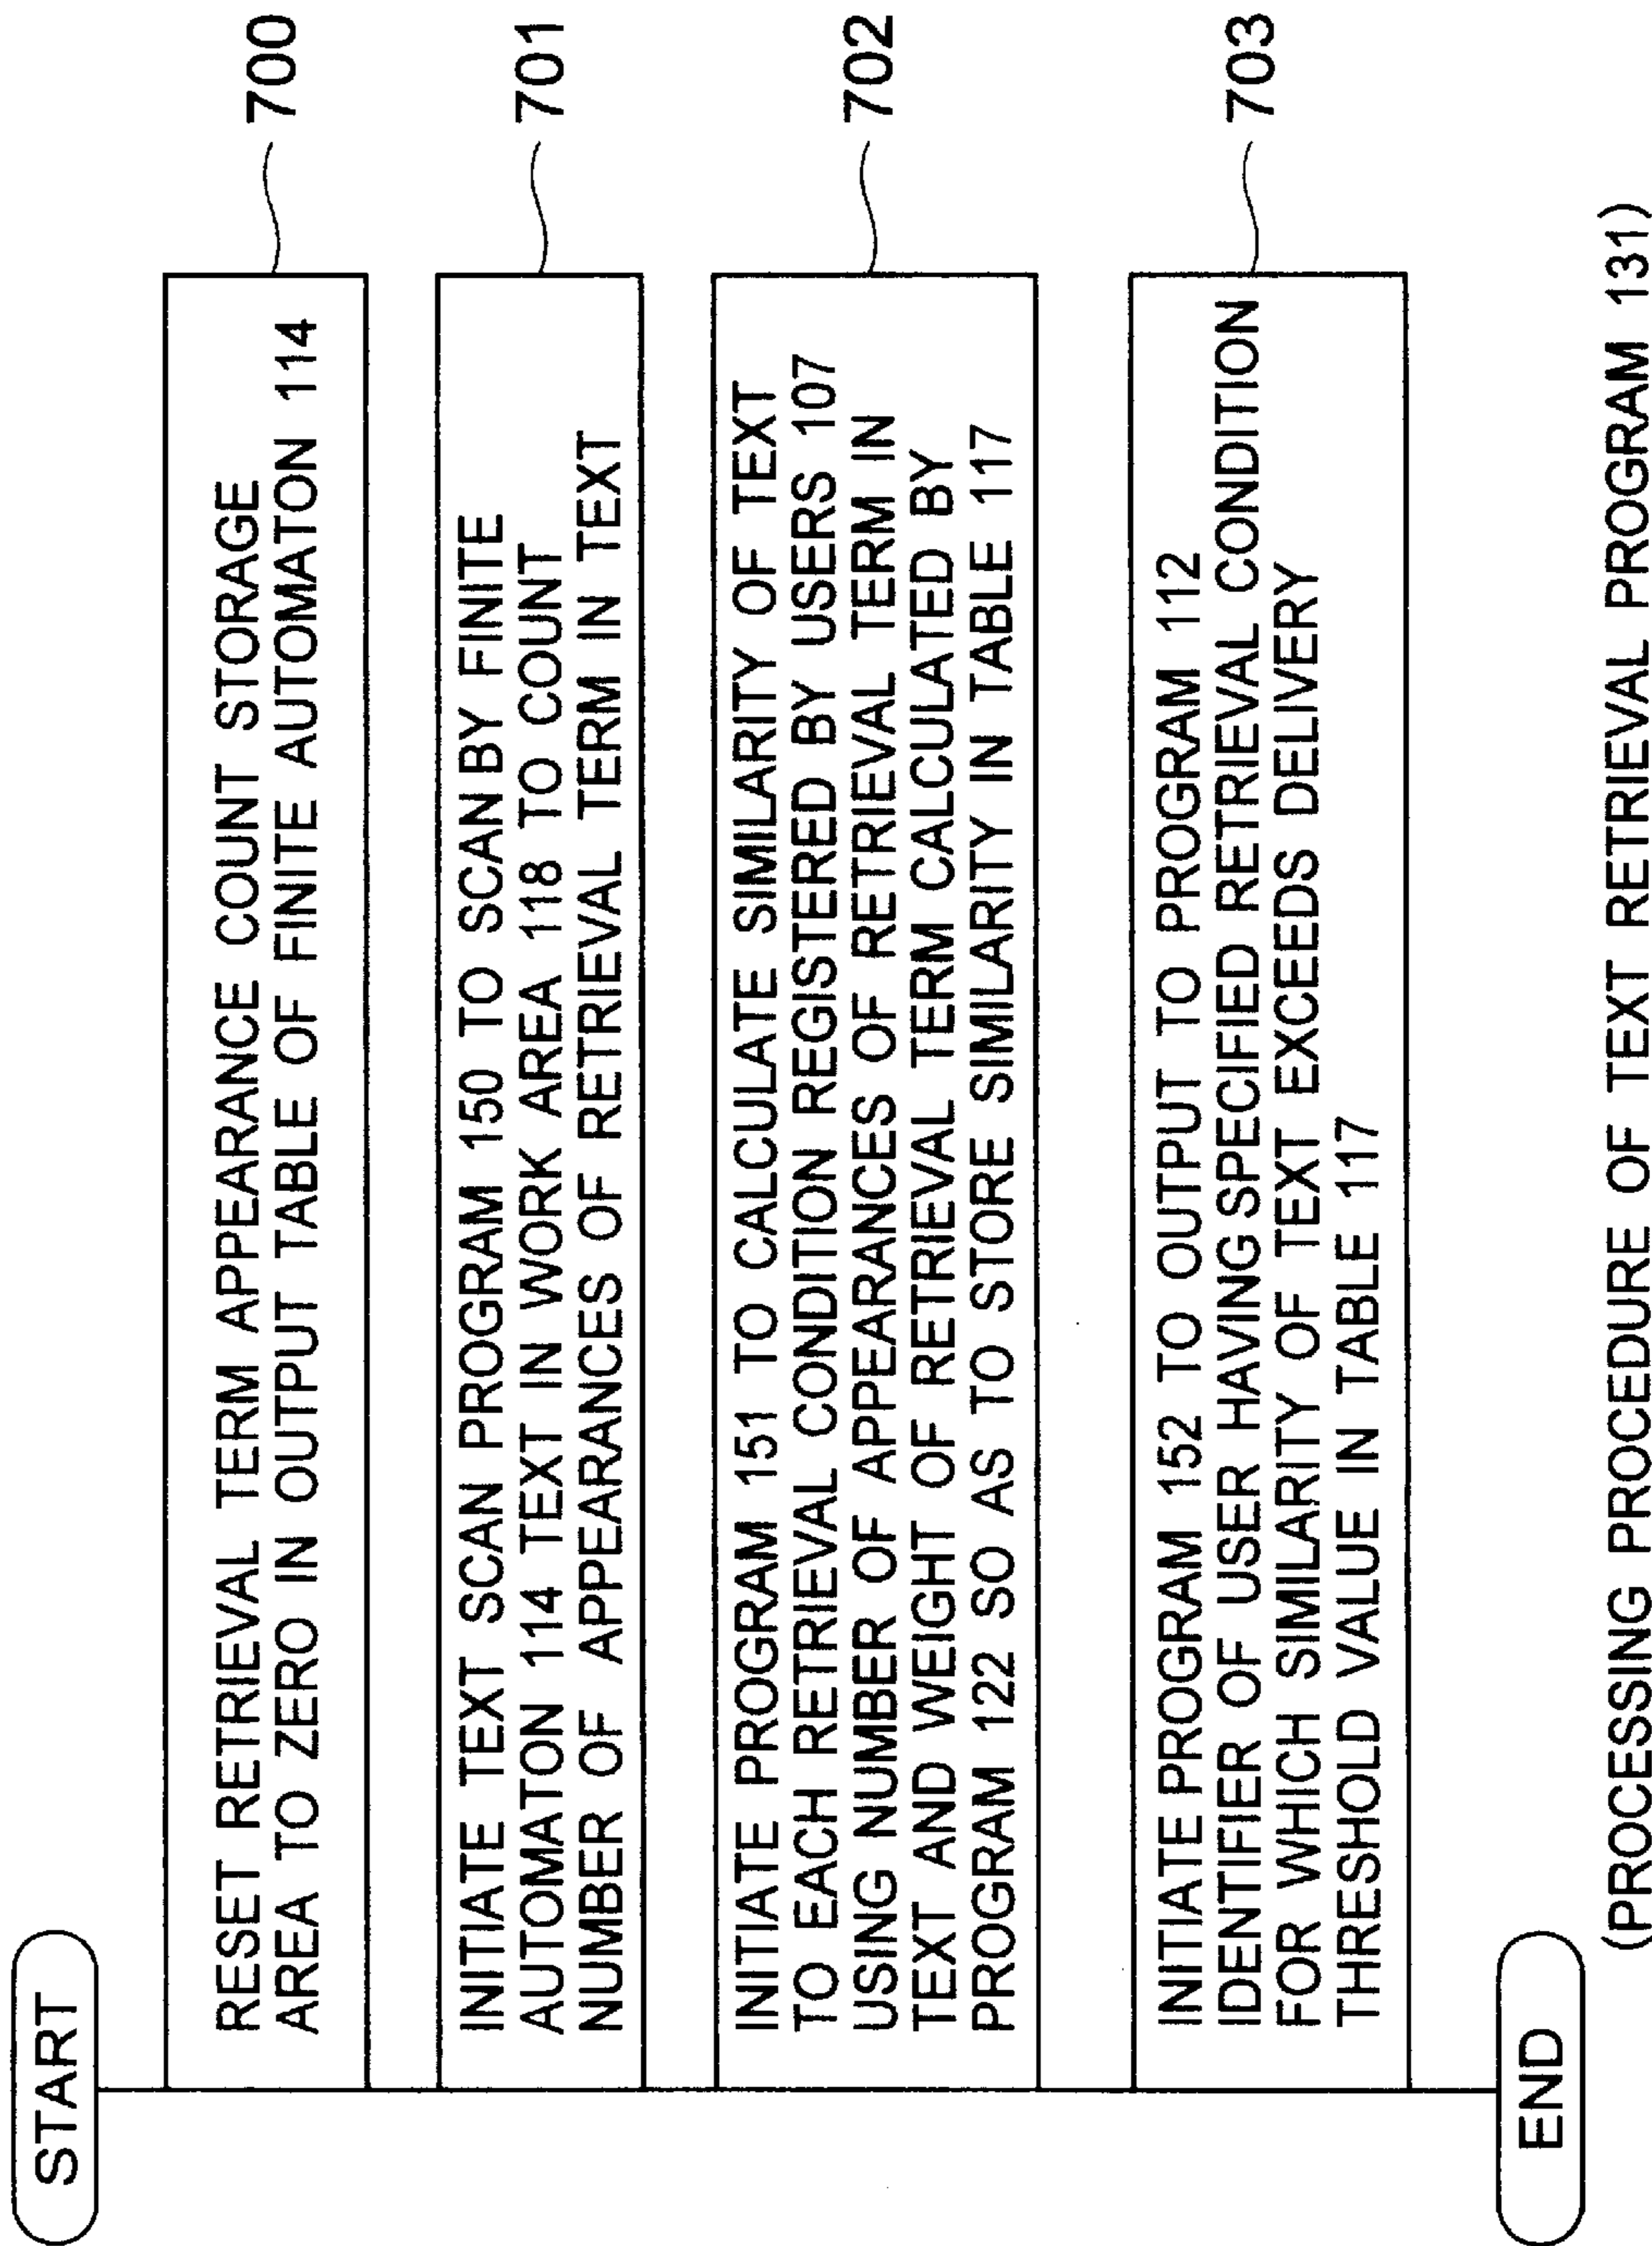 START
RESET RETRIEVAL TERM APPEARANCE COUNT STORAGE
AREA TO ZERO IN OUTPUT TABLE OF FINITE AUTOMATON 114
700
INITIATE TEXT SCAN PROGRAM 150 TO SCAN BY FINITE
AUTOMATON 114 TEXT IN WORK AREA 118 TO COUNT
NUMBER OF APPEARANCES OF RETRIEVAL TERM IN TEXT
701
INITIATE PROGRAM 151 TO CALCULATE SIMILARITY OF TEXT
TO EACH RETRIEVAL CONDITION REGISTERED BY USERS 107
USING NUMBER OF APPEARANCES OF RETRIEVAL TERM IN
TEXT AND WEIGHT OF RETRIEVAL TERM CALCULATED BY
PROGRAM 122 SO AS TO STORE SIMILARITY IN TABLE 117
702
INITIATE PROGRAM 152 TO OUTPUT TO PROGRAM 112
IDENTIFIER OF USER HAVING SPECIFIED RETRIEVAL CONDITION
FOR WHICH SIMILARITY OF TEXT EXCEEDS DELIVERY
THRESHOLD VALUE IN TABLE 117
703
END
(PROCESSING PROCEDURE OF TEXT RETRIEVAL PROGRAM 131)